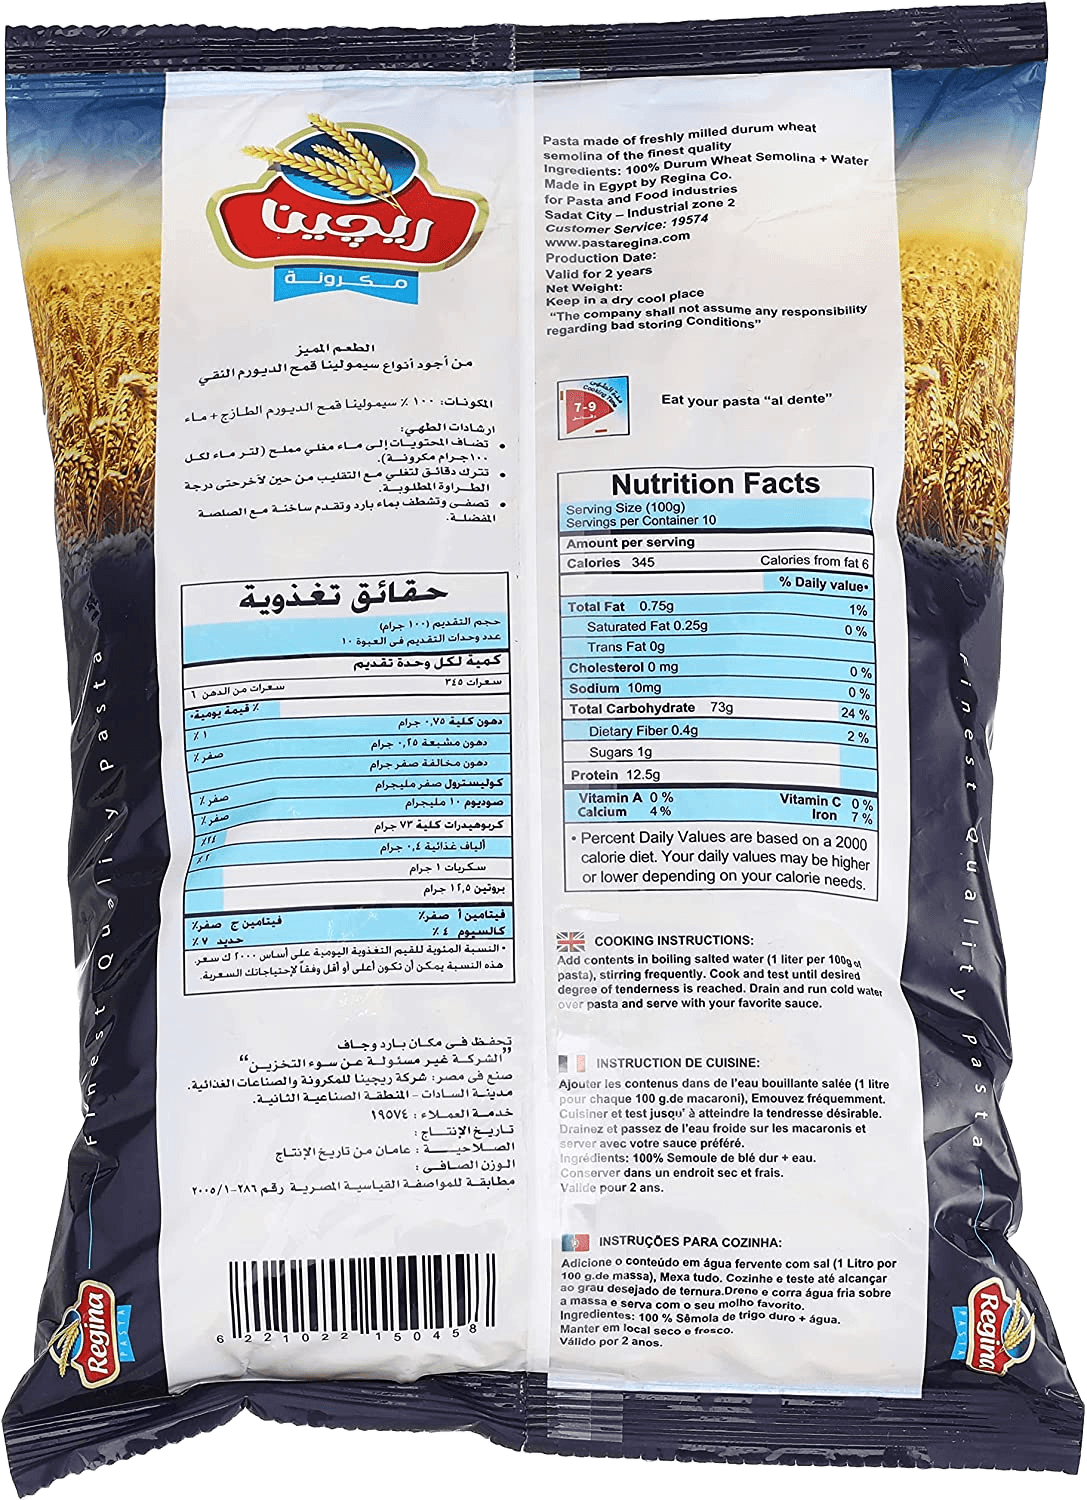 ريچينا
مكرونة
الطعم المميز
من أجود أنواع سيمولينا قمح الديورم النقي
المكونات: ١٠٠ ٪ سيمولينا قمح الديورم الطازج + ماء
ارشادات الطهي:
• تضاف المحتويات إلى ماء مغلي مملح (لتر ماء لكل
١٠٠جرام مكرونة).
• تترك دقائق لتغلي مع التقليب من حين لآخر حتى درجة
الطراوة المطلوبة.
• تصفى وتشطف بماء بارد وتقدم ساخنة مع الصلصة
المفضلة.
حقائق تغذوية
حجم التقديم (١٠٠ جرام)
عدد وحدات التقديم فى العبوة ١٠
كمية لكل وحدة تقديم
سعرات ٣٤٥ سعرات من الدهن ٦
٪ قيمة يومية•
دهون كلية ٠,٧٥ جرام ١ ٪
دهون مشبعة ٠,٢٥ جرام صفر ٪
دهون مخالفة صفر جرام
كوليسترول صفر مليجرام صفر ٪
صوديوم ١٠ مليجرام صفر ٪
كربوهيدرات كلية ٧٣ جرام ٢٤٪
ألياف غذائية ٠,٤ جرام ٢ ٪
سكريات ١ جرام
بروتين ١٢,٥ جرام
فيتامين أ صفر٪ فيتامين ج صفر٪
كالسيوم ٤ ٪ حديد ٧ ٪
• النسبة المئوية للقيم التغذوية اليومية على أساس ٢٠٠٠ ك سعر.
هذه النسبة يمكن أن تكون أعلى أو أقل وفقاً لإحتياجاتك السعرية.
تحفظ فى مكان بارد وجاف
"الشركة غير مسئولة عن سوء التخزين"
صنع فى مصر: شركة ريجينا للمكرونة والصناعات الغذائية.
مدينة السادات - المنطقة الصناعية الثانية.
خدمة العملاء : ١٩٥٧٤
تاريخ الإنتاج :
الصلاحية : عامان من تاريخ الإنتاج
الوزن الصافى :
مطابقة للمواصفة القياسية المصرية رقم ٢٨٦-٢٠٠٥/١
6 221022 150458
Pasta made of freshly milled durum wheat
semolina of the finest quality
Ingredients: 100% Durum Wheat Semolina + Water
Made in Egypt by Regina Co.
for Pasta and Food industries
Sadat City – Industrial zone 2
Customer Service: 19574
www.pastaregina.com
Production Date:
Valid for 2 years
Net Weight:
Keep in a dry cool place
"The company shall not assume any responsibility
regarding bad storing Conditions"
مدة الطهى
Cooking Time
7-9
دقائق
Eat your pasta "al dente"
Nutrition Facts
Serving Size (100g)
Servings per Container 10
Amount per serving
Calories 345 Calories from fat 6
% Daily value•
Total Fat 0.75g 1%
Saturated Fat 0.25g 0 %
Trans Fat 0g
Cholesterol 0 mg 0 %
Sodium 10mg 0 %
Total Carbohydrate 73g 24 %
Dietary Fiber 0.4g 2 %
Sugars 1g
Protein 12.5g
Vitamin A 0 % Vitamin C 0 %
Calcium 4 % Iron 7 %
• Percent Daily Values are based on a 2000
calorie diet. Your daily values may be higher
or lower depending on your calorie needs.
COOKING INSTRUCTIONS:
Add contents in boiling salted water (1 liter per 100g of
pasta), stirring frequently. Cook and test until desired
degree of tenderness is reached. Drain and run cold water
over pasta and serve with your favorite sauce.
INSTRUCTION DE CUISINE:
Ajouter les contenus dans de l'eau bouillante salée (1 litre
pour chaque 100 g.de macaroni), Emouvez fréquemment.
Cuisiner et test jusqu' à atteindre la tendresse désirable.
Drainez et passez de l'eau froide sur les macaronis et
server avec votre sauce préféré.
Ingrédients: 100% Semoule de blé dur + eau.
Conserver dans un endroit sec et frais.
Valide pour 2 ans.
INSTRUÇÕES PARA COZINHA:
Adicione o conteúdo em água fervente com sal (1 Litro por
100 g.de massa), Mexa tudo. Cozinhe e teste até alcançar
ao grau desejado de ternura.Drene e corra água fria sobre
a massa e serva com o seu molho favorito.
Ingredientes: 100 % Sêmola de trigo duro + água.
Manter em local seco e fresco.
Válido por 2 anos.
Finest Quality Pasta
Regina
PASTA
Finest Quality Pasta
Regina
PASTA